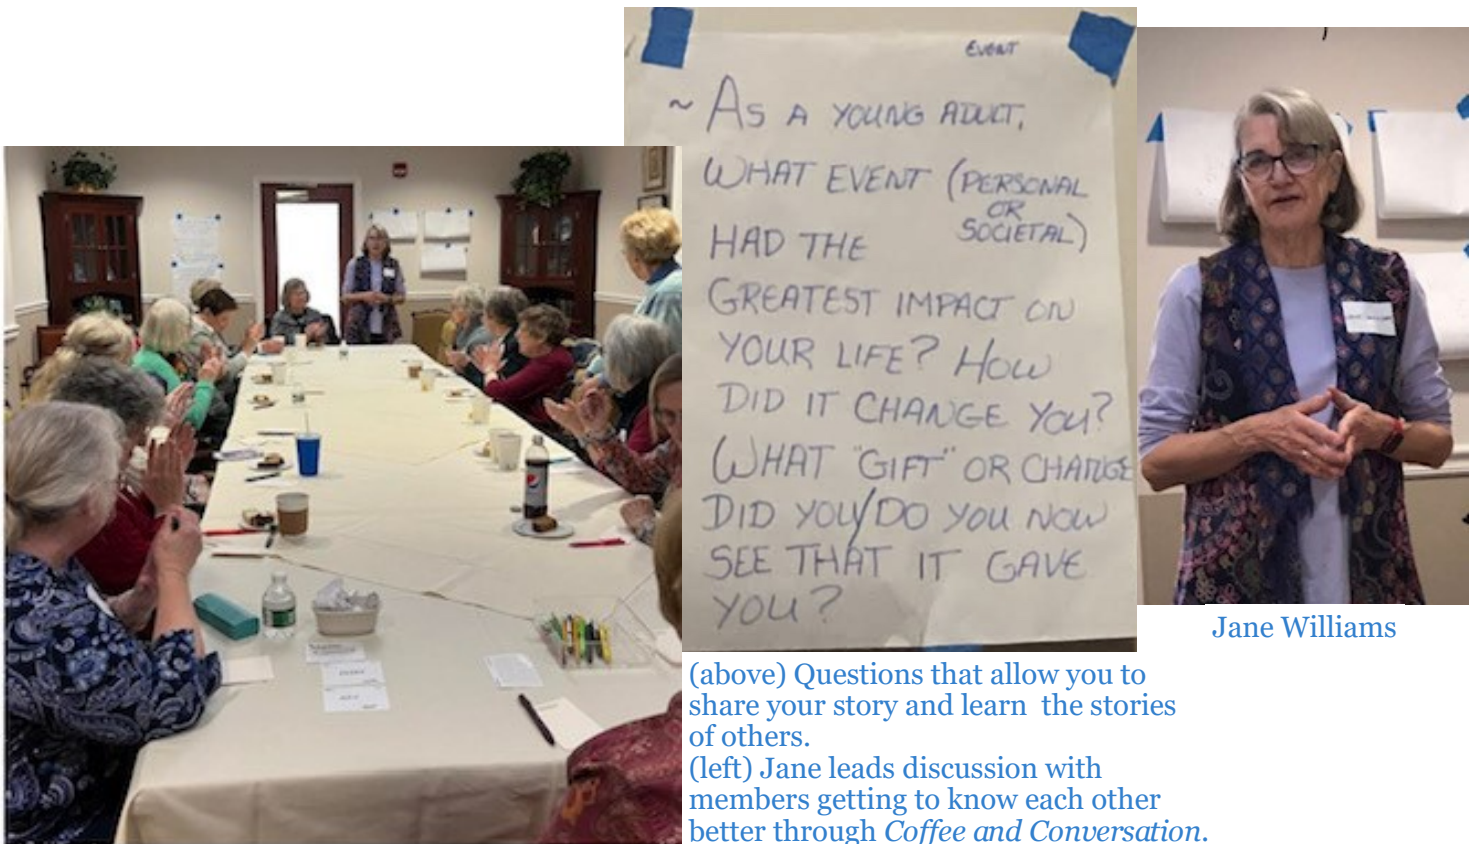 EVENT
~ AS A YOUNG ADULT,
WHAT EVENT (PERSONAL
OR
SOCIETAL)
HAD THE
GREATEST IMPACT ON
YOUR LIFE? HOW
DID IT CHANGE YOU?
WHAT "GIFT" OR CHANGE
DID YOU/DO YOU NOW
SEE THAT IT GAVE
YOU?
Jane Williams
(above) Questions that allow you to
share your story and learn the stories
of others.
(left) Jane leads discussion with
members getting to know each other
better through Coffee and Conversation.